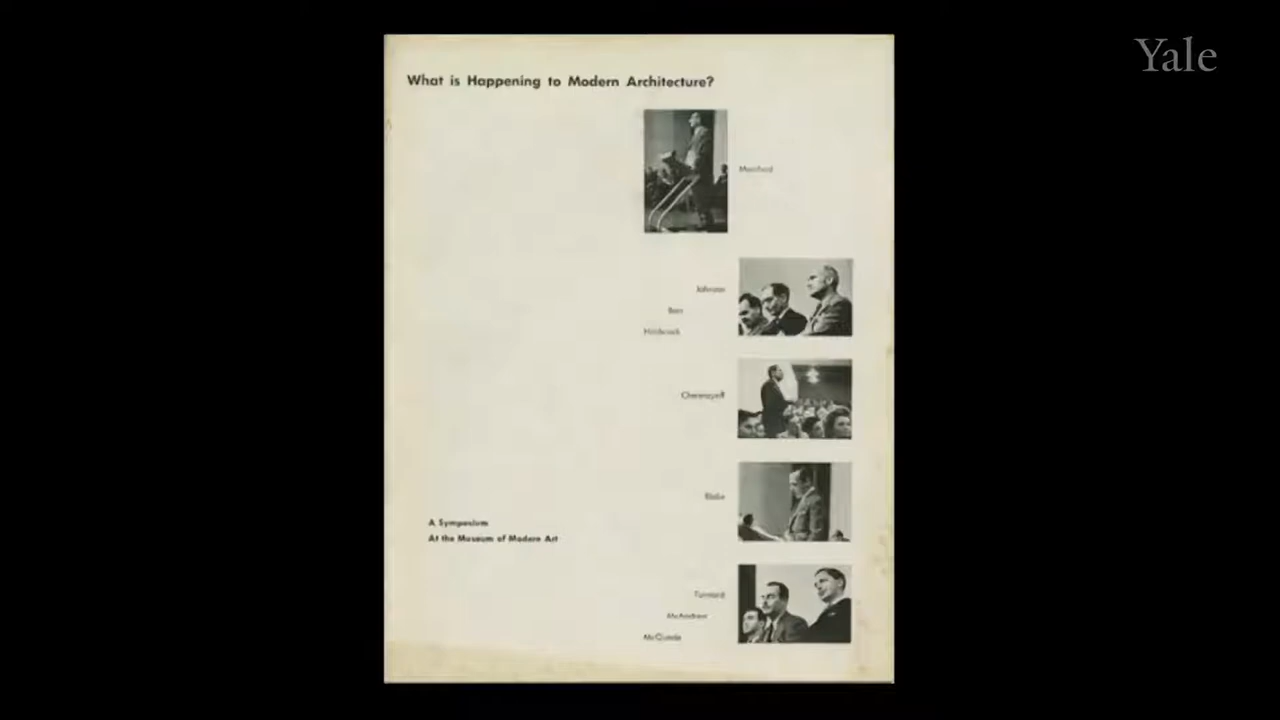 Yale
What is Happening to Modern Architecture?
Mumford
Johnson
Barr
Hitchcock
Chermayeff
Blake
A Symposium
At the Museum of Modern Art
Tunnard
McAndrew
McQuade